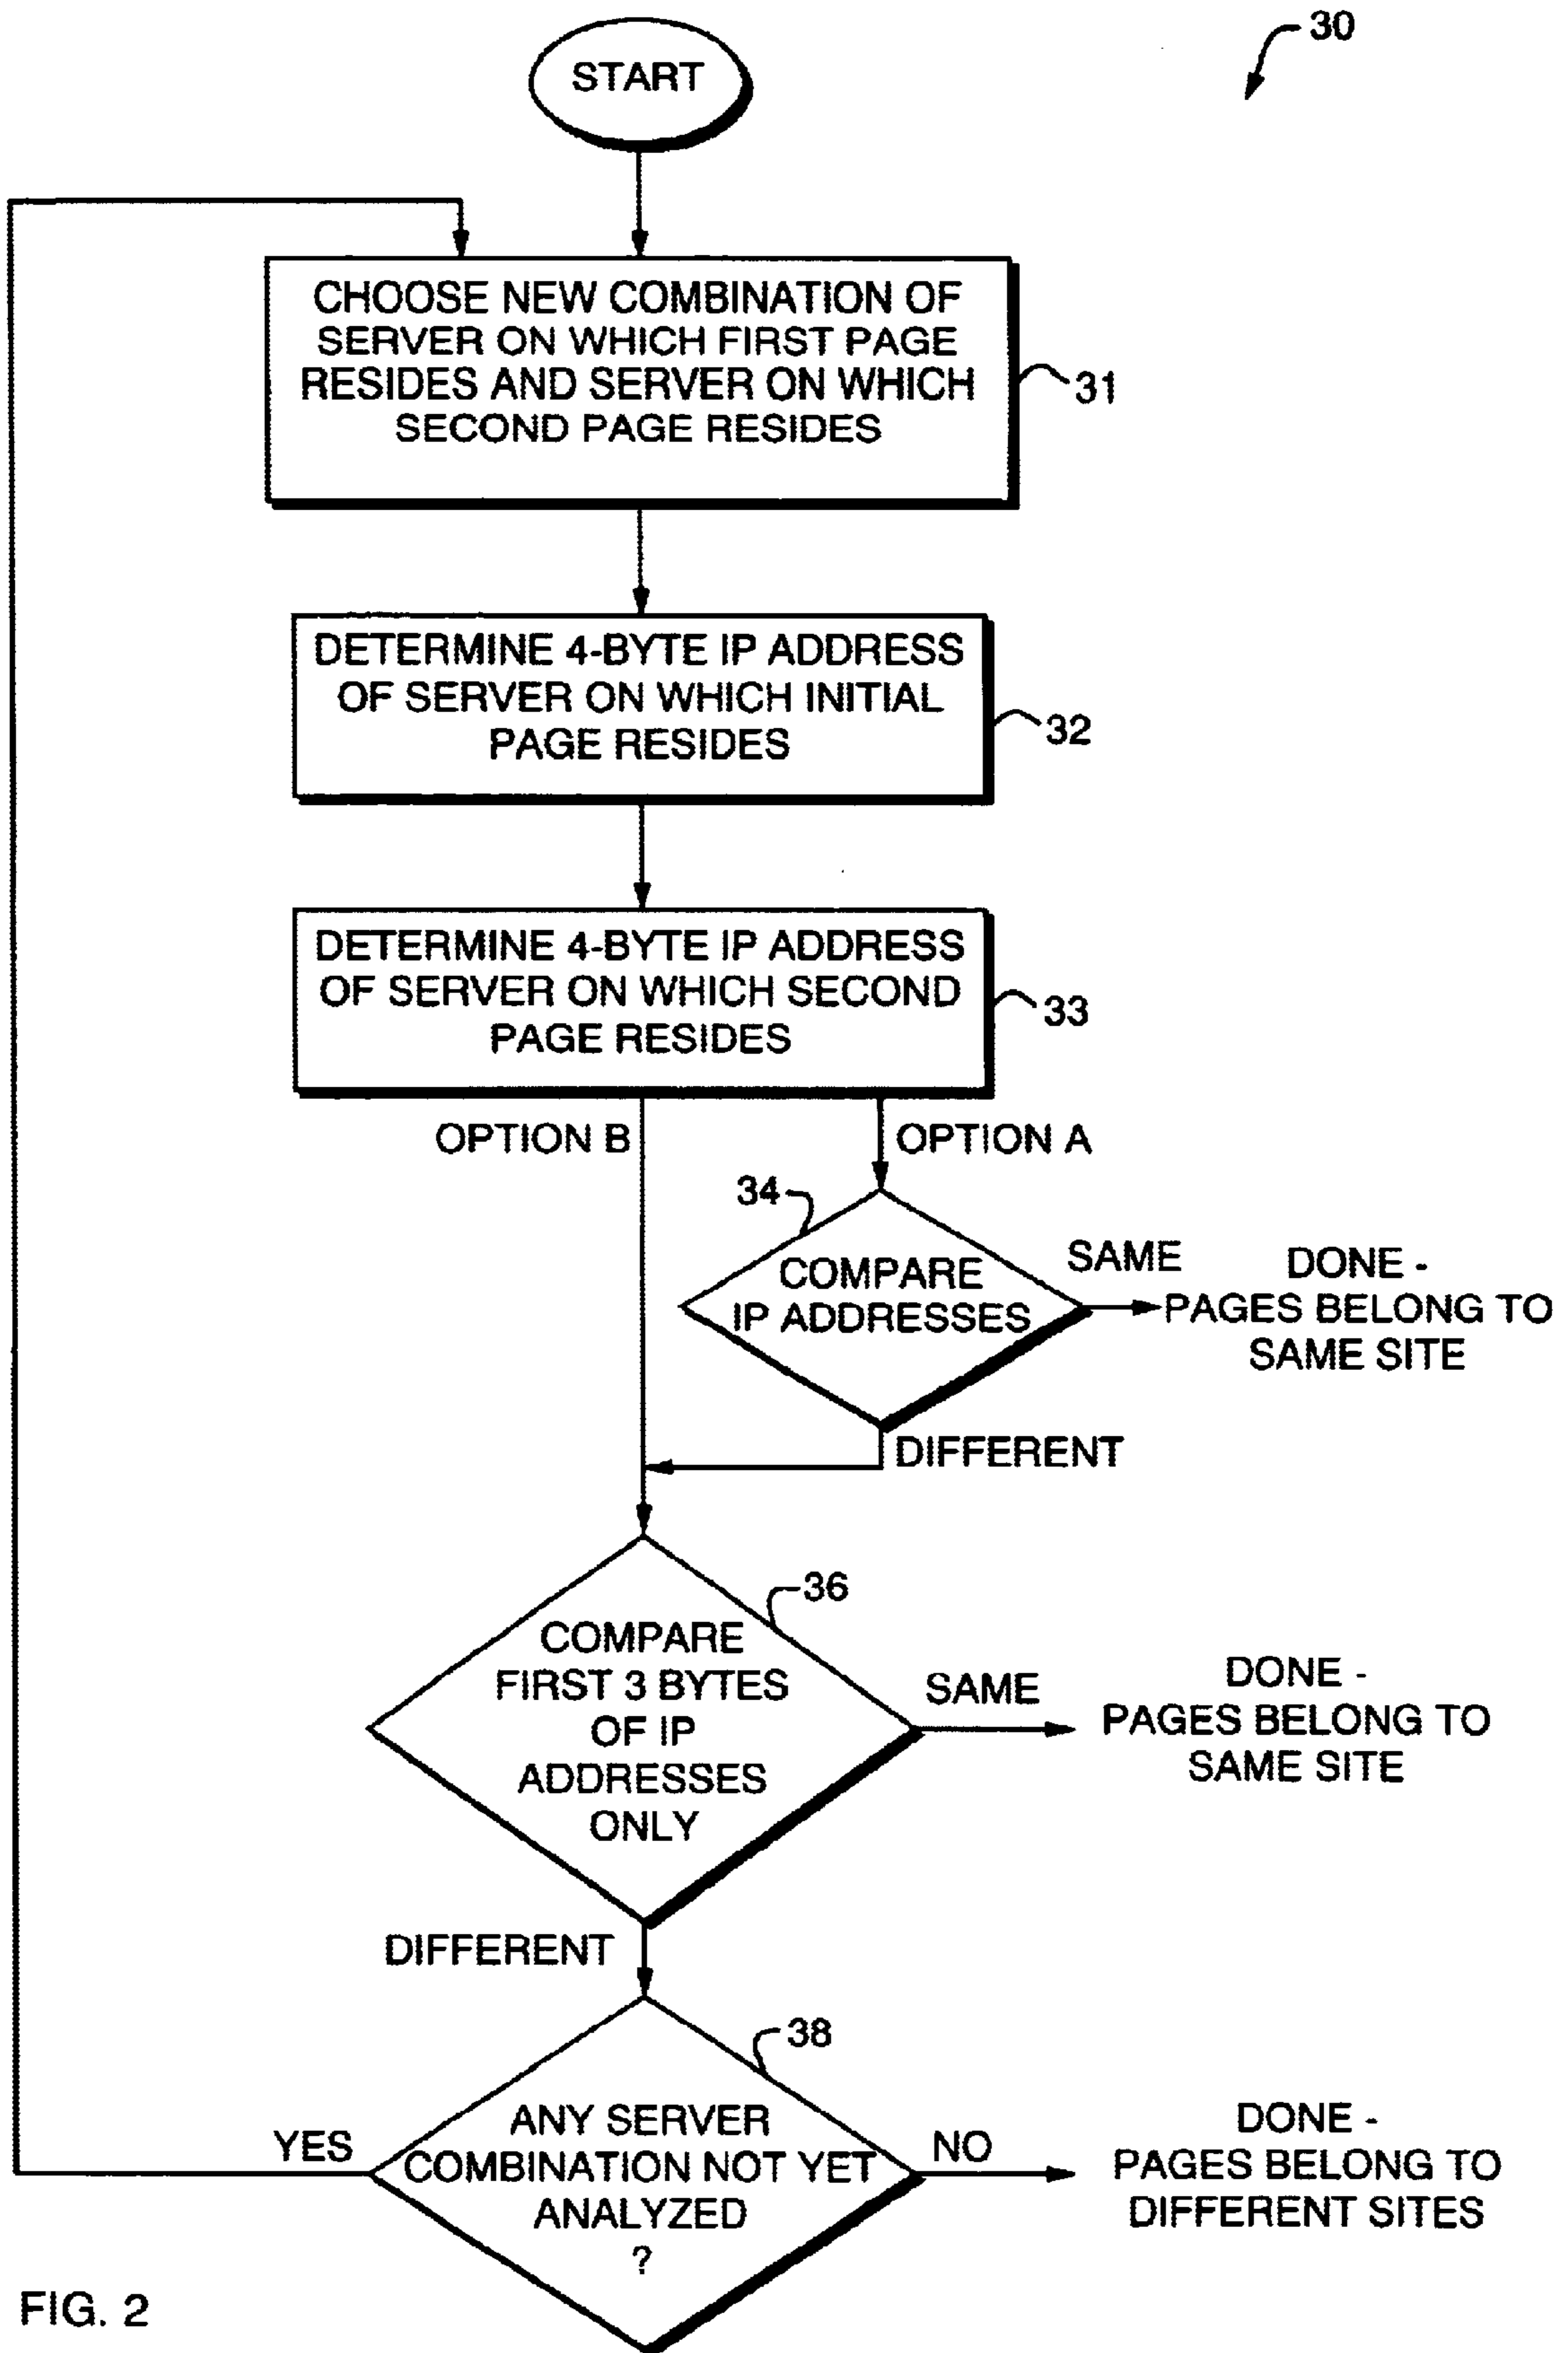 30
START
CHOOSE NEW COMBINATION OF
SERVER ON WHICH FIRST PAGE
RESIDES AND SERVER ON WHICH
SECOND PAGE RESIDES
31
DETERMINE 4-BYTE IP ADDRESS
OF SERVER ON WHICH INITIAL
PAGE RESIDES
32
DETERMINE 4-BYTE IP ADDRESS
OF SERVER ON WHICH SECOND
PAGE RESIDES
33
OPTION B
OPTION A
34
COMPARE
IP ADDRESSES
SAME
DONE -
PAGES BELONG TO
SAME SITE
DIFFERENT
36
COMPARE
FIRST 3 BYTES
OF IP
ADDRESSES
ONLY
SAME
DONE -
PAGES BELONG TO
SAME SITE
DIFFERENT
38
ANY SERVER
COMBINATION NOT YET
ANALYZED
?
YES
NO
DONE -
PAGES BELONG TO
DIFFERENT SITES
FIG. 2